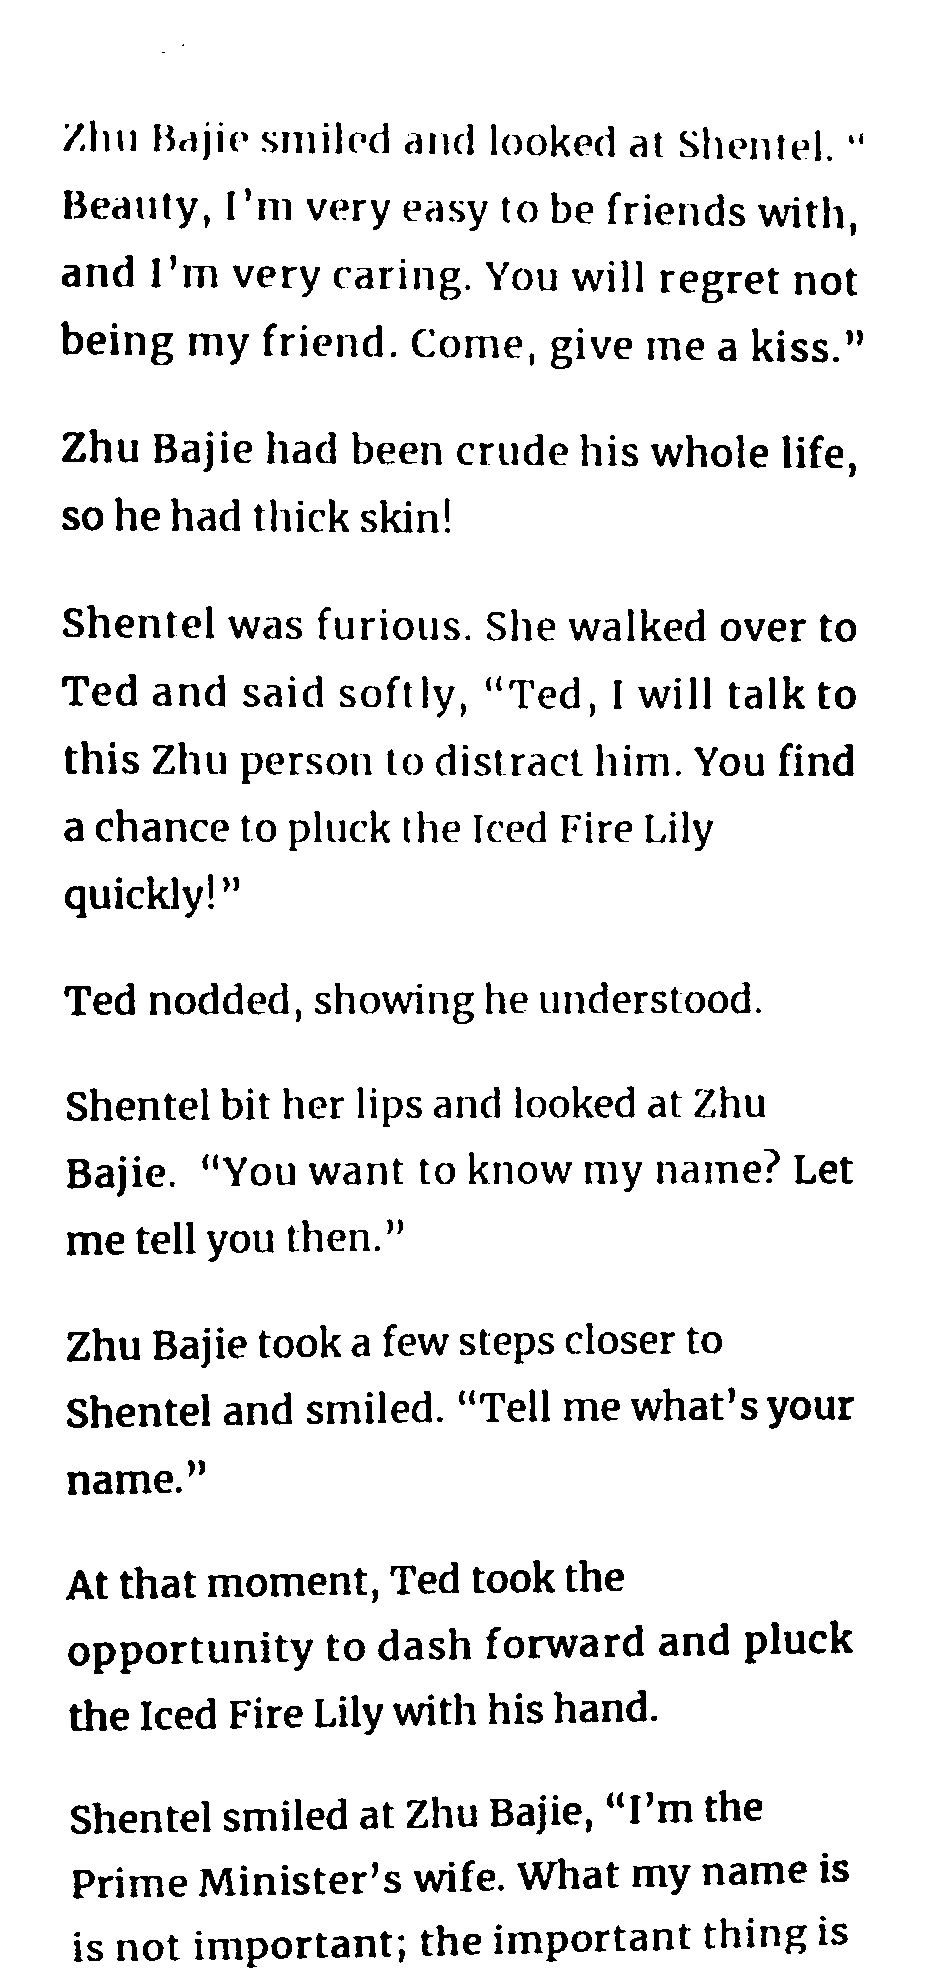 Zhu Bajie smiled and looked at Shentel. “
Beauty, I’m very easy to be friends with,
and I’m very caring. You will regret not
being my friend. Come, give me a kiss.”
Zhu Bajie had been crude his whole life,
so he had thick skin!
Shentel was furious. She walked over to
Ted and said softly, “Ted, I will talk to
this Zhu person to distract him. You find
a chance to pluck the Iced Fire Lily
quickly!”
Ted nodded, showing he understood.
Shentel bit her lips and looked at Zhu
Bajie. “You want to know my name? Let
me tell you then.”
Zhu Bajie took a few steps closer to
Shentel and smiled. “Tell me what’s your
name.”
At that moment, Ted took the
opportunity to dash forward and pluck
the Iced Fire Lily with his hand.
Shentel smiled at Zhu Bajie, “I’m the
Prime Minister’s wife. What my name is
is not important; the important thing is